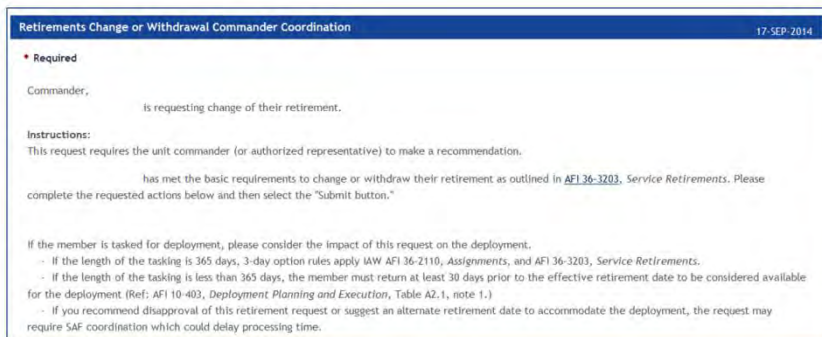 Retirements Change or Withdrawal Commander Coordination 17-SEP-2014
* Required
Commander,
is requesting change of their retirement.
Instructions:
This request requires the unit commander (or authorized representative) to make a recommendation.
has met the basic requirements to change or withdraw their retirement as outlined in AFI 36-3203, Service Retirements. Please
complete the requested actions below and then select the "Submit button."
If the member is tasked for deployment, please consider the impact of this request on the deployment.
- If the length of the tasking is 365 days, 3-day option rules apply IAW AFI 36-2110, Assignments, and AFI 36-3203, Service Retirements.
- If the length of the tasking is less than 365 days, the member must return at least 30 days prior to the effective retirement date to be considered available
for the deployment (Ref: AFI 10-403, Deployment Planning and Execution, Table A2.1, note 1.)
- If you recommend disapproval of this retirement request or suggest an alternate retirement date to accommodate the deployment, the request may
require SAF coordination which could delay processing time.